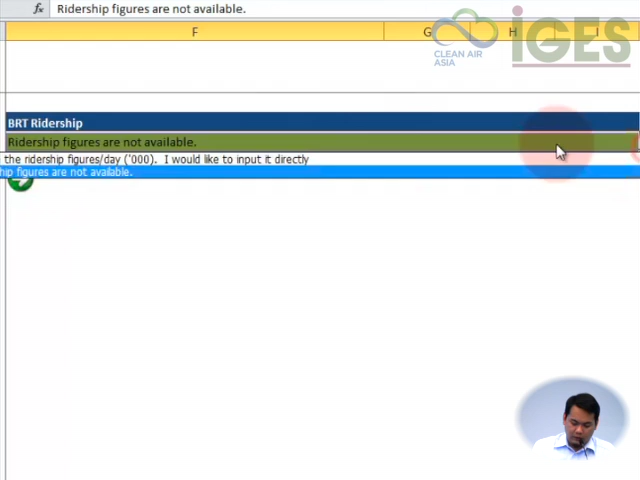 fx Ridership figures are not available.
F G H I
CLEAN AIR
ASIA
iGES
BRT Ridership
Ridership figures are not available.
the ridership figures/day ('000). I would like to input it directly
figures are not available.